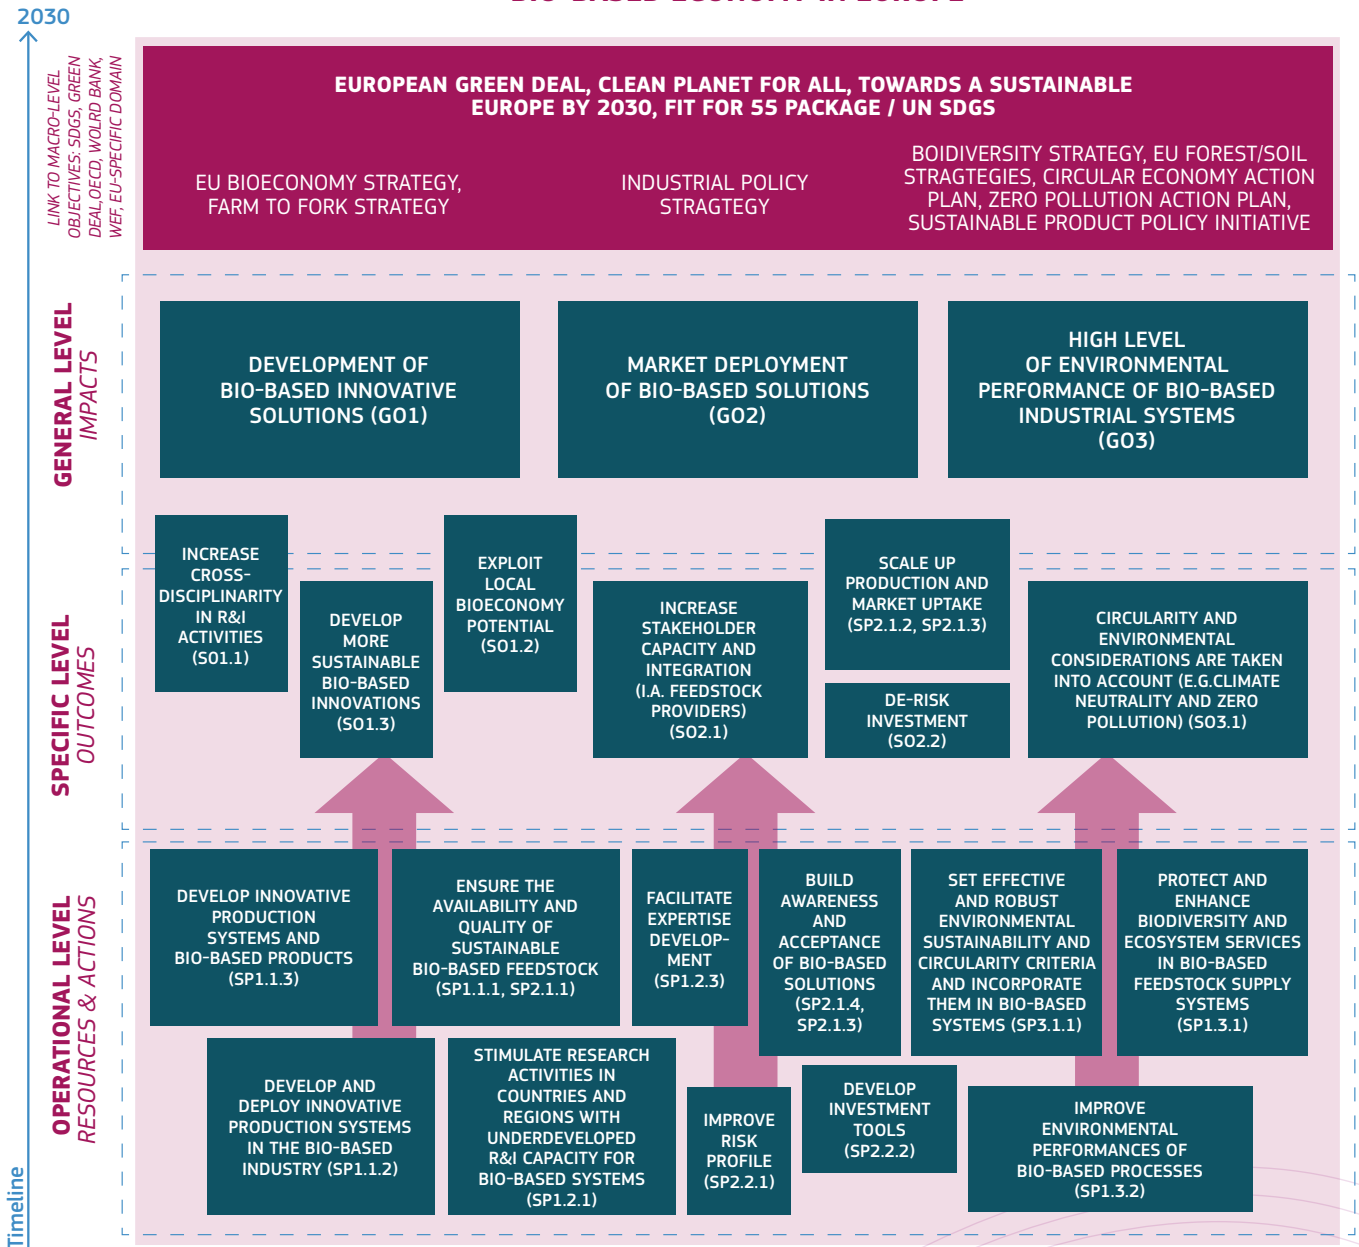 BIO-BASED ECONOMY IN EUROPE
2030
LINK TO MACRO-LEVEL
OBJECTIVES: SDGS, GREEN
DEAL,OECD, WOLRD BANK,
WEF, EU-SPECIFIC DOMAIN
EUROPEAN GREEN DEAL, CLEAN PLANET FOR ALL, TOWARDS A SUSTAINABLE
EUROPE BY 2030, FIT FOR 55 PACKAGE / UN SDGS
EU BIOECONOMY STRATEGY,
FARM TO FORK STRATEGY
INDUSTRIAL POLICY
STRAGTEGY
BOIDIVERSITY STRATEGY, EU FOREST/SOIL
STRAGTEGIES, CIRCULAR ECONOMY ACTION
PLAN, ZERO POLLUTION ACTION PLAN,
SUSTAINABLE PRODUCT POLICY INITIATIVE
GENERAL LEVEL
IMPACTS
DEVELOPMENT OF
BIO-BASED INNOVATIVE
SOLUTIONS (GO1)
MARKET DEPLOYMENT
OF BIO-BASED SOLUTIONS
(GO2)
HIGH LEVEL
OF ENVIRONMENTAL
PERFORMANCE OF BIO-BASED
INDUSTRIAL SYSTEMS
(GO3)
SPECIFIC LEVEL
OUTCOMES
INCREASE
CROSS-
DISCIPLINARITY
IN R&I
ACTIVITIES
(SO1.1)
DEVELOP
MORE
SUSTAINABLE
BIO-BASED
INNOVATIONS
(SO1.3)
EXPLOIT
LOCAL
BIOECONOMY
POTENTIAL
(SO1.2)
INCREASE
STAKEHOLDER
CAPACITY AND
INTEGRATION
(I.A. FEEDSTOCK
PROVIDERS)
(SO2.1)
SCALE UP
PRODUCTION AND
MARKET UPTAKE
(SP2.1.2, SP2.1.3)
DE-RISK
INVESTMENT
(SO2.2)
CIRCULARITY AND
ENVIRONMENTAL
CONSIDERATIONS ARE TAKEN
INTO ACCOUNT (E.G.CLIMATE
NEUTRALITY AND ZERO
POLLUTION) (SO3.1)
OPERATIONAL LEVEL
RESOURCES & ACTIONS
DEVELOP INNOVATIVE
PRODUCTION
SYSTEMS AND
BIO-BASED PRODUCTS
(SP1.1.3)
ENSURE THE
AVAILABILITY AND
QUALITY OF
SUSTAINABLE
BIO-BASED FEEDSTOCK
(SP1.1.1, SP2.1.1)
FACILITATE
EXPERTISE
DEVELOP-
MENT
(SP1.2.3)
BUILD
AWARENESS
AND
ACCEPTANCE
OF BIO-BASED
SOLUTIONS
(SP2.1.4,
SP2.1.3)
SET EFFECTIVE
AND ROBUST
ENVIRONMENTAL
SUSTAINABILITY AND
CIRCULARITY CRITERIA
AND INCORPORATE
THEM IN BIO-BASED
SYSTEMS (SP3.1.1)
PROTECT AND
ENHANCE
BIODIVERSITY AND
ECOSYSTEM SERVICES
IN BIO-BASED
FEEDSTOCK SUPPLY
SYSTEMS
(SP1.3.1)
DEVELOP AND
DEPLOY INNOVATIVE
PRODUCTION SYSTEMS
IN THE BIO-BASED
INDUSTRY (SP1.1.2)
STIMULATE RESEARCH
ACTIVITIES IN
COUNTRIES AND
REGIONS WITH
UNDERDEVELOPED
R&I CAPACITY FOR
BIO-BASED SYSTEMS
(SP1.2.1)
IMPROVE
RISK
PROFILE
(SP2.2.1)
DEVELOP
INVESTMENT
TOOLS
(SP2.2.2)
IMPROVE
ENVIRONMENTAL
PERFORMANCES OF
BIO-BASED PROCESSES
(SP1.3.2)
Timeline